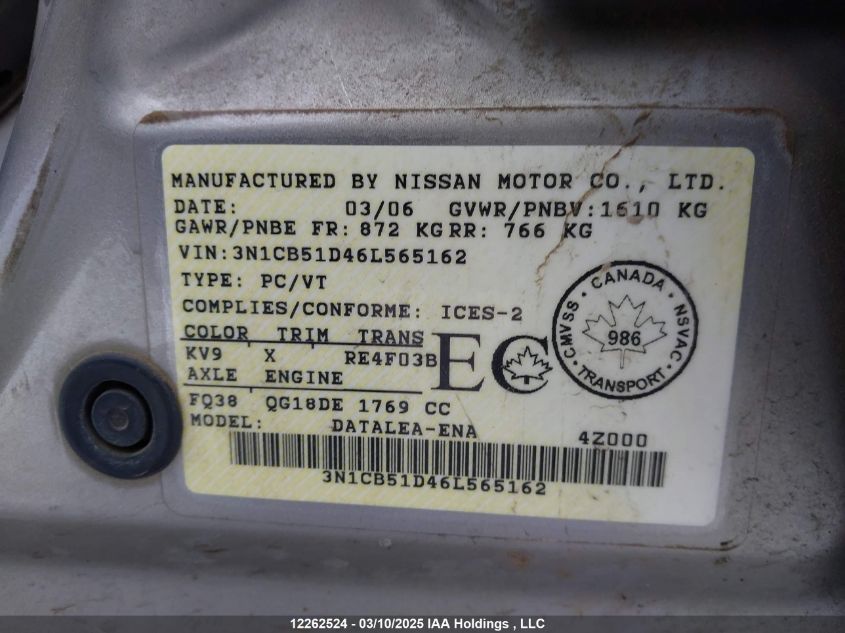 MANUFACTURED BY NISSAN MOTOR CO., LTD.
DATE: 03/06 GVWR/PNBV:1610 KG
GAWR/PNBE FR: 872 KG RR: 766 KG
VIN:3N1CB51D46L565162
TYPE: PC/VT
COMPLIES/CONFORME: ICES-2
COLOR TRIM TRANS
KV9 X RE4F03B
AXLE ENGINE
FQ38 QG18DE 1769 CC
EC
CANADA
CMVSS
NSVAC
986
TRANSPORT
MODEL: DATALEA-ENA 4Z000
3N1CB51D46L565162
12262524 - 03/10/2025 IAA Holdings , LLC